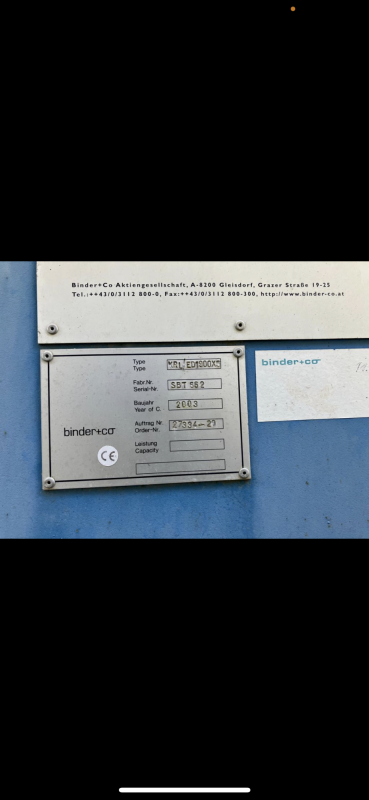 Binder+Co Aktiengesellschaft, A-8200 Gleisdorf, Grazer Straße 19-25
Tel.:++43/0/3112 800-0, Fax:++43/0/3112 800-300, http://www.binder-co.at
binder+co
Type
Type
Fabr.Nr.
Serial-Nr.
Baujahr 2003
Year of C.
Auftrag Nr. 27334-27
Order-Nr.
Leistung
Capacity
binder+co
CE